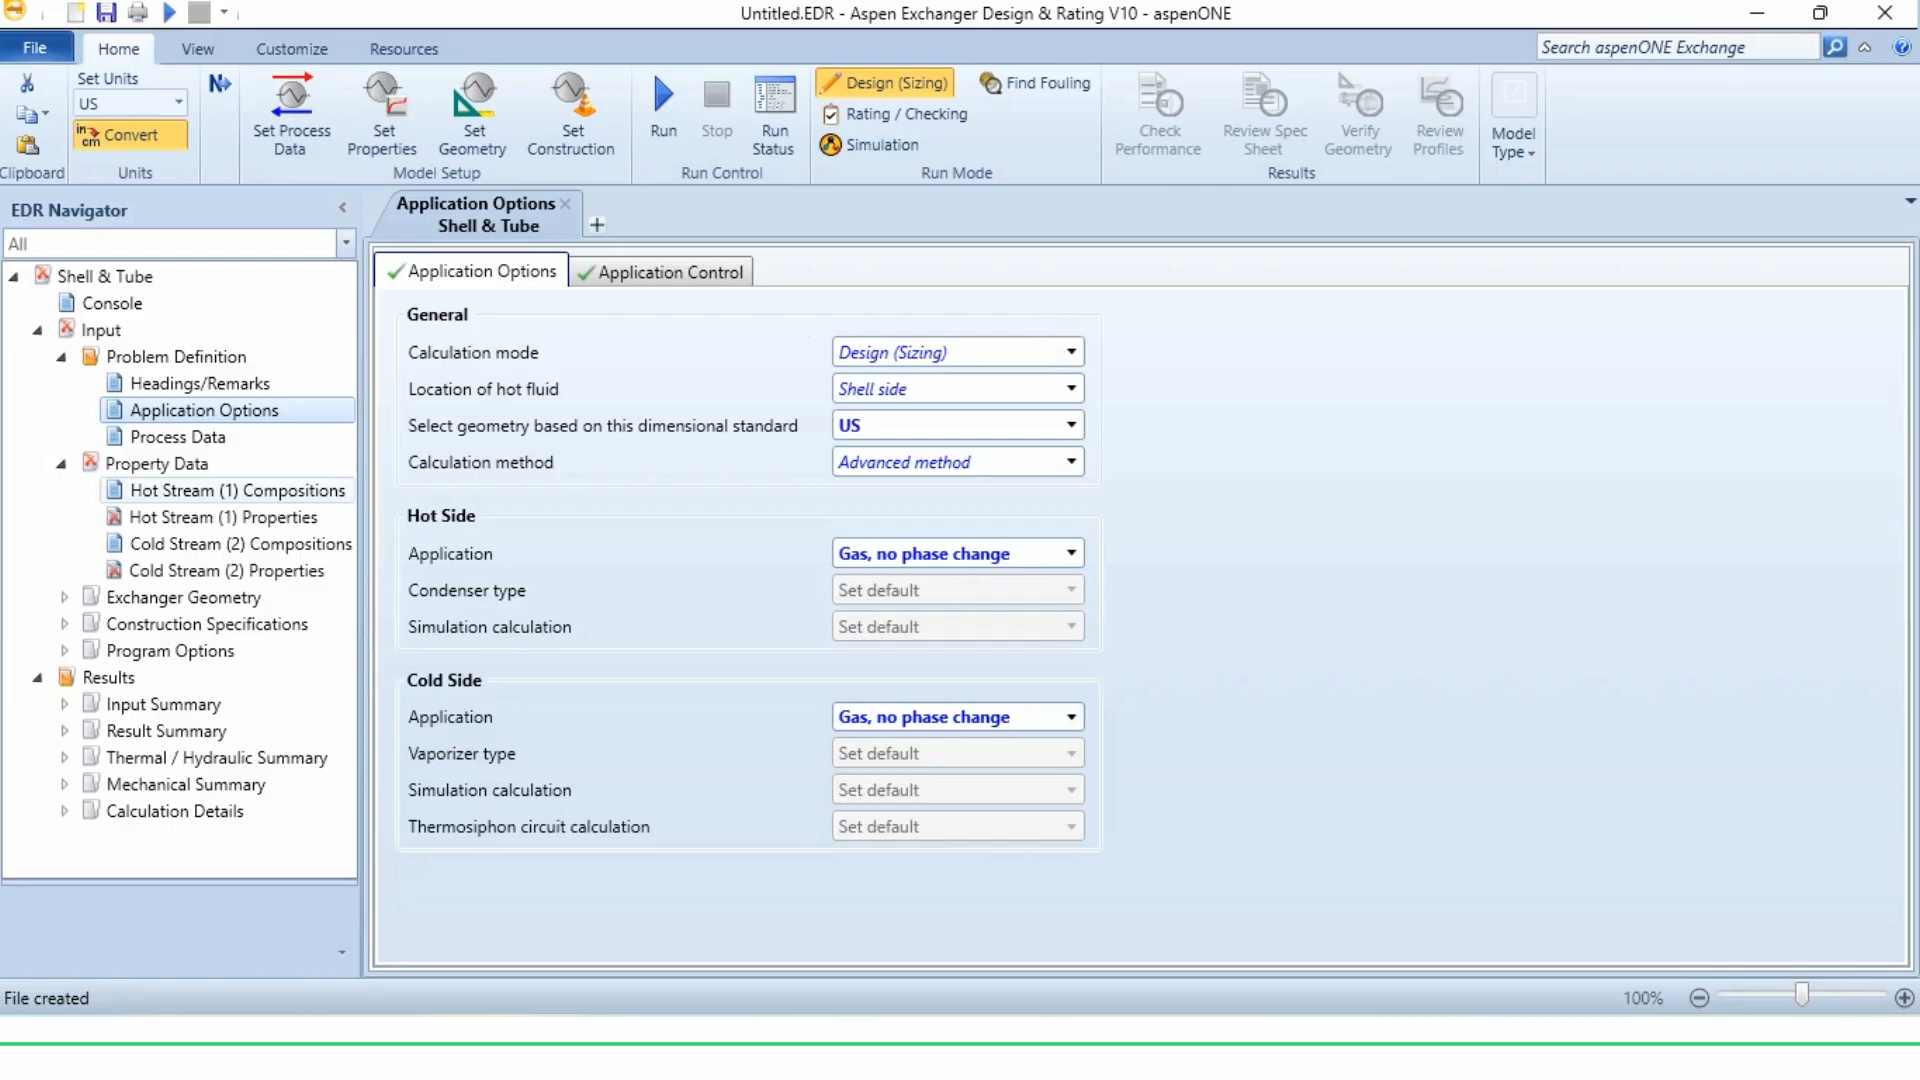 Untitled.EDR - Aspen Exchanger Design & Rating V10 - aspenONE
File
Home
View
Customize
Resources
Search aspenONE Exchange
Set Units
US
Convert
Units
Clipboard
Set Process
Data
Set
Properties
Set
Geometry
Set
Construction
Model Setup
Run
Stop
Run
Status
Run Control
Design (Sizing)
Find Fouling
Rating / Checking
Simulation
Run Mode
Check
Performance
Review Spec
Sheet
Verify
Geometry
Review
Profiles
Results
Model
Type
EDR Navigator
All
Shell & Tube
Console
Input
Problem Definition
Headings/Remarks
Application Options
Process Data
Property Data
Hot Stream (1) Compositions
Hot Stream (1) Properties
Cold Stream (2) Compositions
Cold Stream (2) Properties
Exchanger Geometry
Construction Specifications
Program Options
Results
Input Summary
Result Summary
Thermal / Hydraulic Summary
Mechanical Summary
Calculation Details
Application Options
Shell & Tube
Application Options
Application Control
General
Calculation mode
Design (Sizing)
Location of hot fluid
Shell side
Select geometry based on this dimensional standard
US
Calculation method
Advanced method
Hot Side
Application
Gas, no phase change
Condenser type
Set default
Simulation calculation
Set default
Cold Side
Application
Gas, no phase change
Vaporizer type
Set default
Simulation calculation
Set default
Thermosiphon circuit calculation
Set default
File created
100%